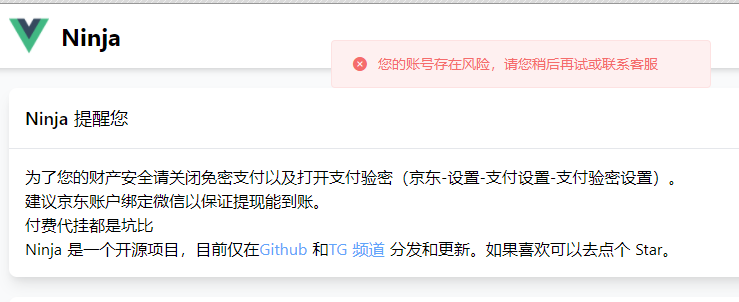 Ninja
您的账号存在风险，请您稍后再试或联系客服
Ninja 提醒您
为了您的财产安全请关闭免密支付以及打开支付验密（京东-设置-支付设置-支付验密设置）。
建议京东账户绑定微信以保证提现能到账。
付费代挂都是坑比
Ninja 是一个开源项目，目前仅在Github 和TG 频道 分发和更新。如果喜欢可以去点个 Star。